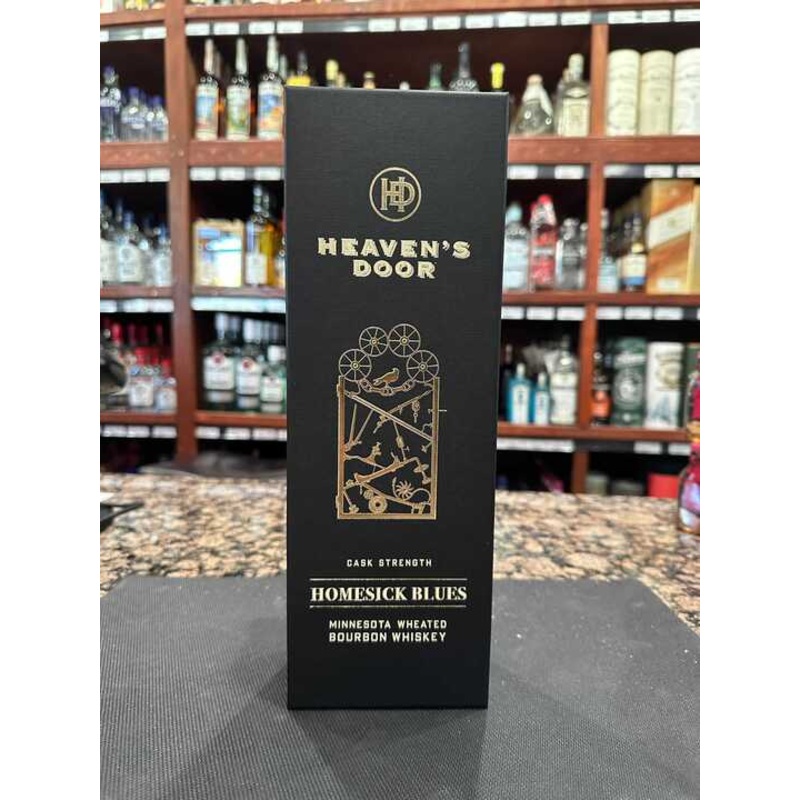 HD
HEAVEN'S
DOOR
CASK STRENGTH
HOMESICK BLUES
MINNESOTA WHEATED
BOURBON WHISKEY